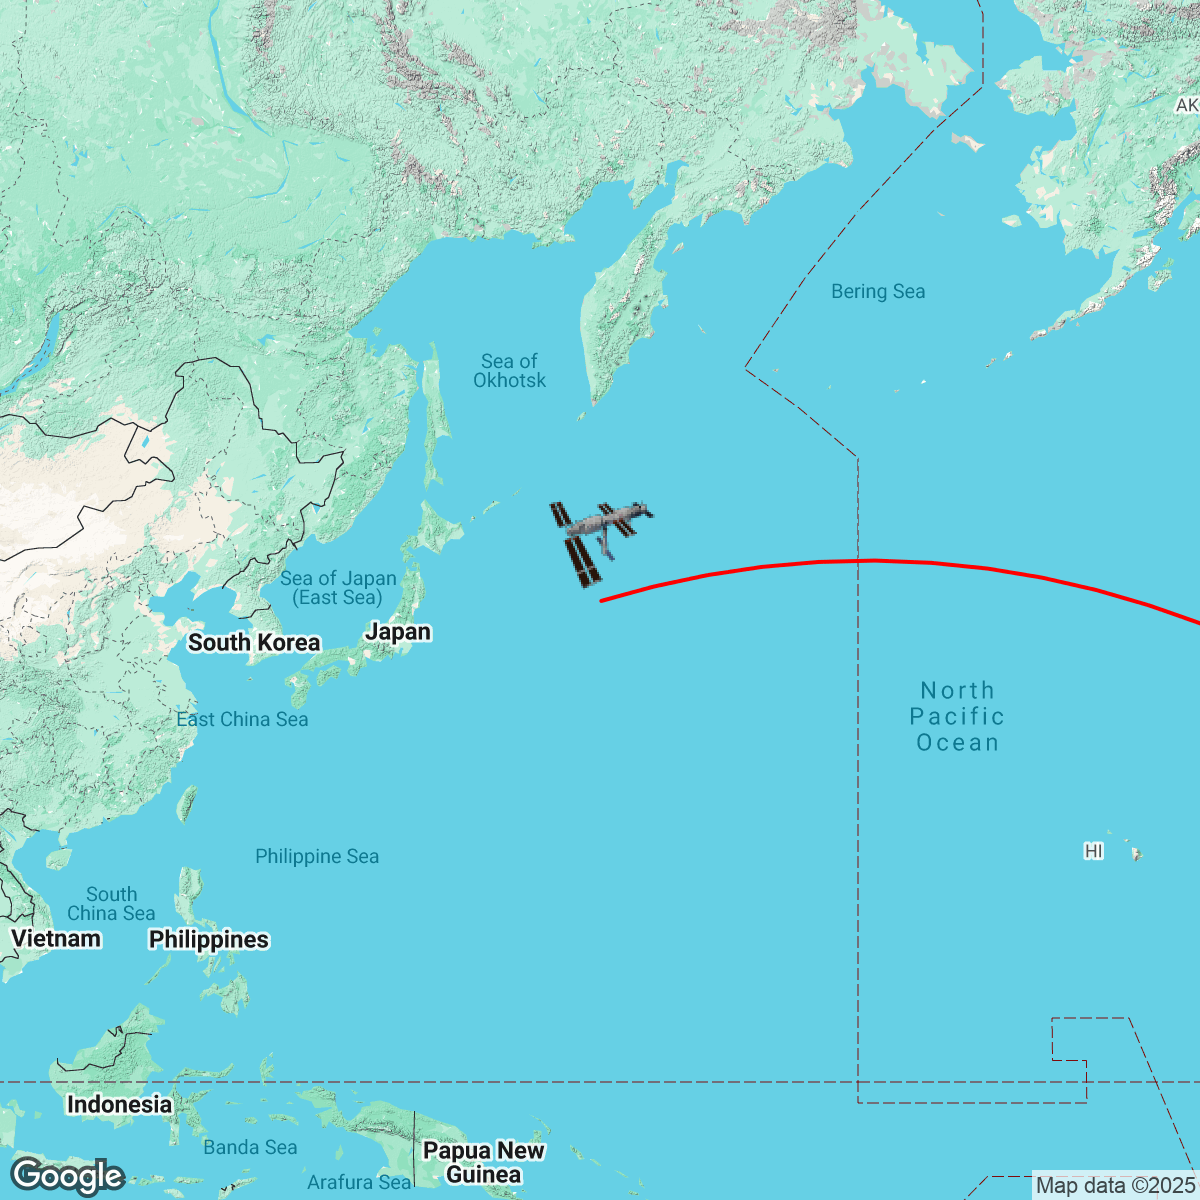 AK
Bering Sea
Sea of
Okhotsk
Sea of Japan
(East Sea)
Japan
South Korea
North
Pacific
Ocean
East China Sea
HI
Philippine Sea
South
China Sea
Vietnam
Philippines
Indonesia
Banda Sea
Papua New
Guinea
Arafura Sea
Google
Map data ©2025